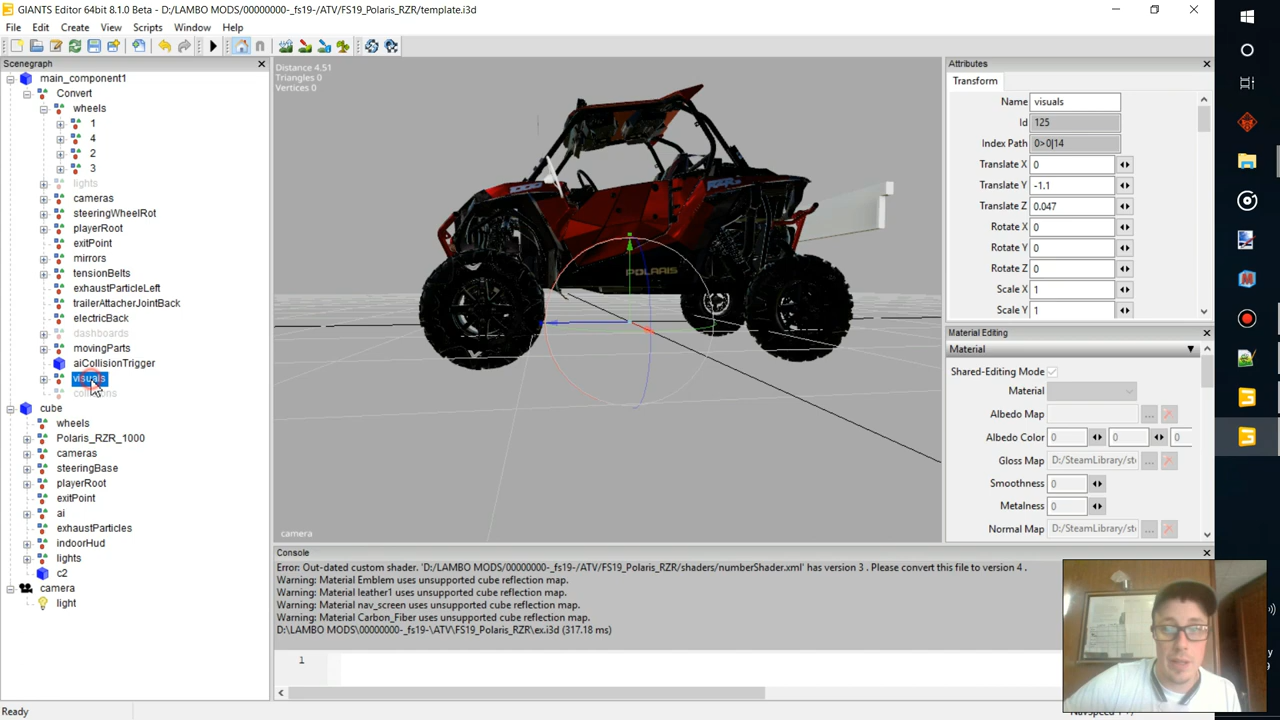 GIANTS Editor 64bit 8.1.0 Beta - D:/LAMBO MODS/00000000-_fs19-/ATV/FS19_Polaris_RZR/template.i3d
File Edit Create View Scripts Window Help
Scenegraph
main_component1
Convert
wheels
1
4
2
3
lights
cameras
steeringWheelRot
playerRoot
exitPoint
mirrors
tensionBelts
exhaustParticleLeft
trailerAttacherJointBack
electricBack
dashboards
movingParts
aiCollisionTrigger
visuals
cube
wheels
Polaris_RZR_1000
cameras
steeringBase
playerRoot
exitPoint
ai
exhaustParticles
indoorHud
lights
c2
camera
light
Distance 4.51
Triangles 0
Vertices 0
1000
POLARIS
camera
Attributes
Transform
Name visuals
Id 125
Index Path 0>0|14
Translate X 0
Translate Y -1.1
Translate Z 0.047
Rotate X 0
Rotate Y 0
Rotate Z 0
Scale X 1
Scale Y 1
Material Editing
Material
Shared-Editing Mode
Material
Albedo Map ...
Albedo Color 0 0 0
Gloss Map D:/SteamLibrary/st ...
Smoothness 0
Metalness 0
Normal Map D:/SteamLibrary/st ...
Console
Error: Out-dated custom shader. 'D:/LAMBO MODS/00000000-_fs19-/ATV/FS19_Polaris_RZR/shaders/numberShader.xml' has version 3 . Please convert this file to version 4 .
Warning: Material Emblem uses unsupported cube reflection map.
Warning: Material leather1 uses unsupported cube reflection map.
Warning: Material nav_screen uses unsupported cube reflection map.
Warning: Material Carbon_Fiber uses unsupported cube reflection map.
D:\LAMBO MODS\00000000-_fs19-\ATV\FS19_Polaris_RZR\ex.i3d (317.18 ms)
1
Ready